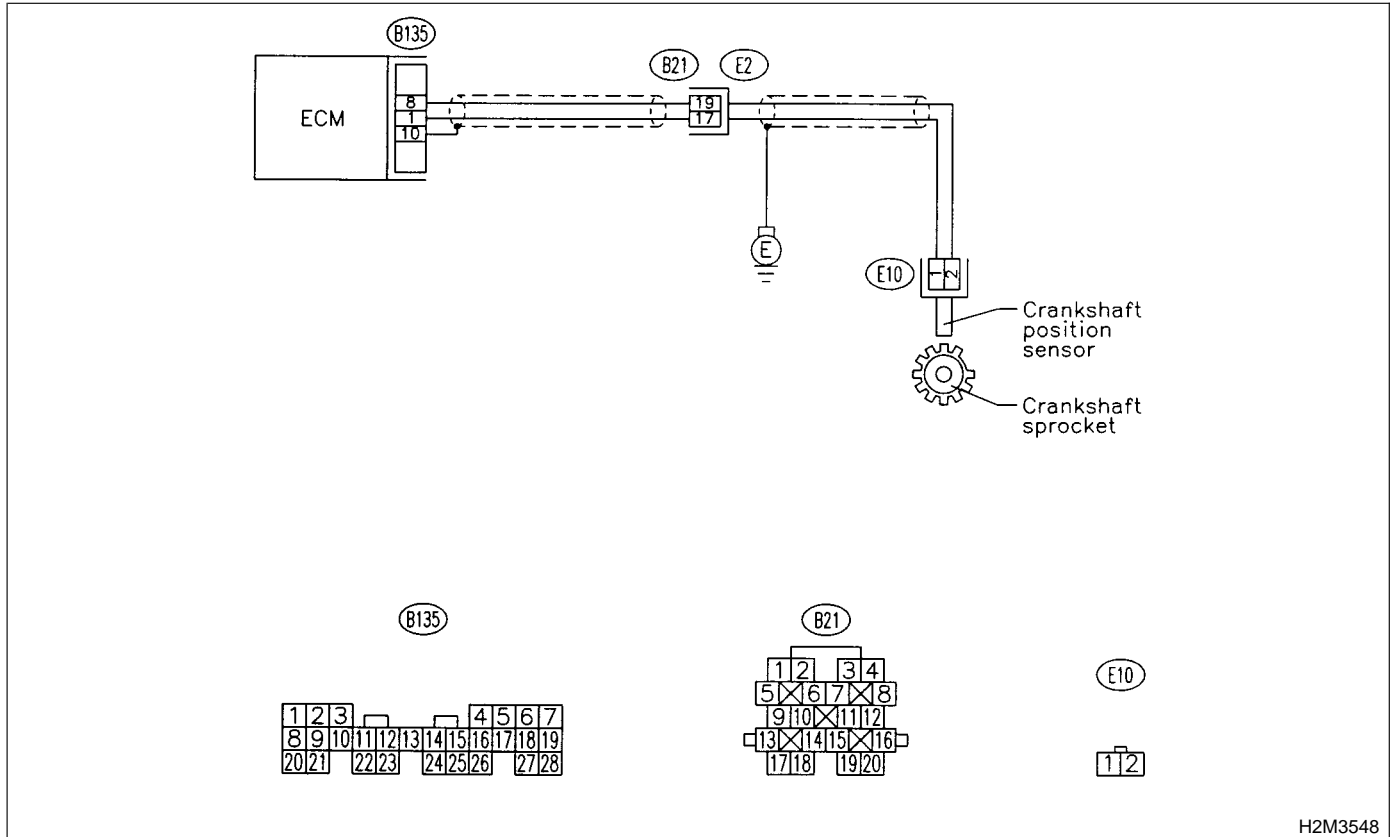 B135
B21 E2
ECM
8
1
10
19
17
E
E10
1 2
Crankshaft
position
sensor
Crankshaft
sprocket
B135
1 2 3 4 5 6 7
8 9 10 11 12 13 14 15 16 17 18 19
20 21 22 23 24 25 26 27 28
B21
1 2 3 4
5 6 7 8
9 10 11 12
13 14 15 16
17 18 19 20
E10
1 2
H2M3548